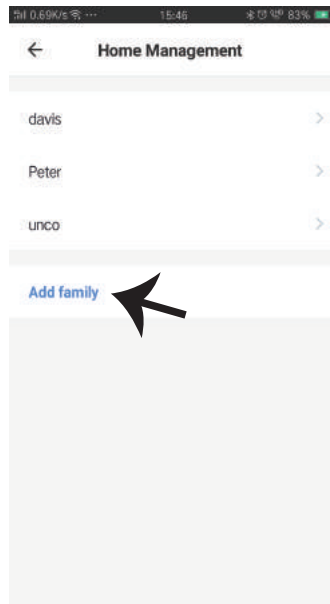 0.69K/s ... 15:46 83%
Home Management
davis
Peter
unco
Add family